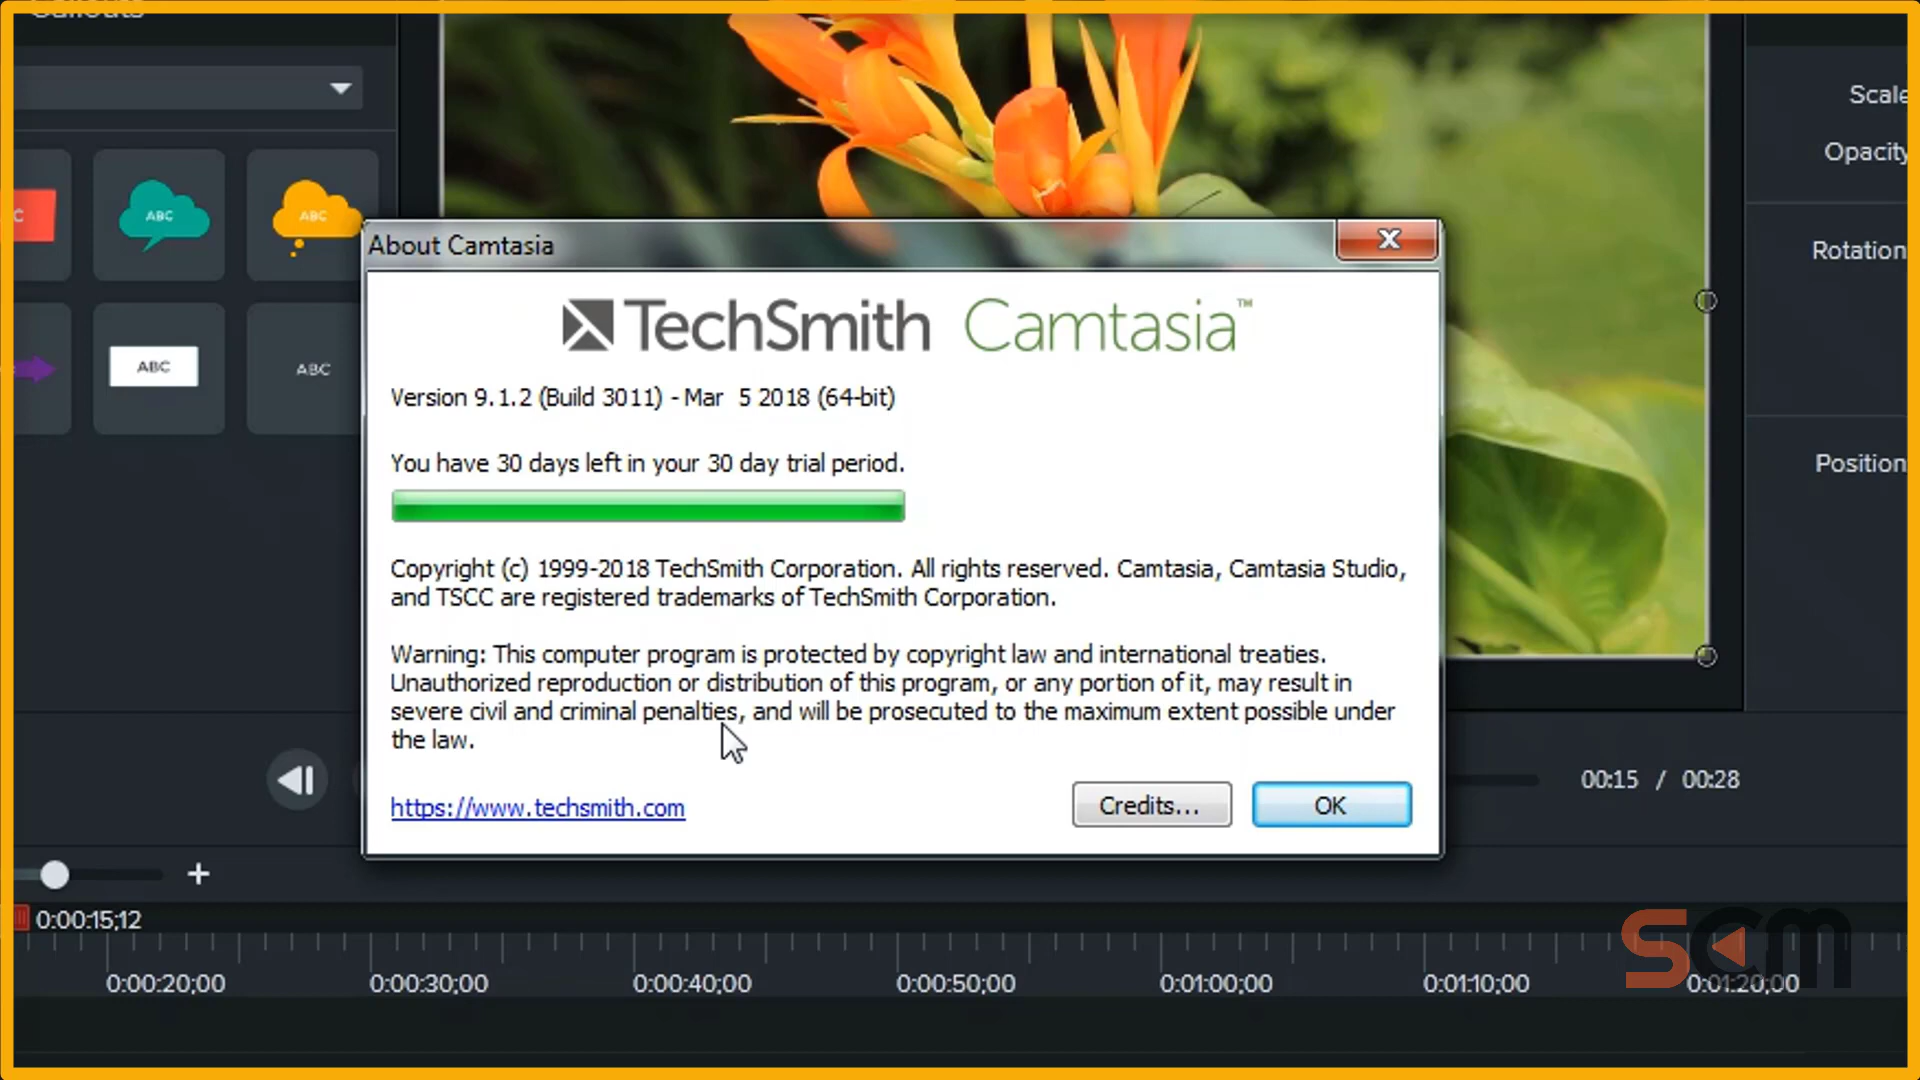 Callouts
Scale
Opacity
C
ABC
ABC
Rotation
About Camtasia
TechSmith Camtasia™
ABC
ABC
Version 9.1.2 (Build 3011) - Mar 5 2018 (64-bit)
You have 30 days left in your 30 day trial period.
Position
Copyright (c) 1999-2018 TechSmith Corporation. All rights reserved. Camtasia, Camtasia Studio,
and TSCC are registered trademarks of TechSmith Corporation.
Warning: This computer program is protected by copyright law and international treaties.
Unauthorized reproduction or distribution of this program, or any portion of it, may result in
severe civil and criminal penalties, and will be prosecuted to the maximum extent possible under
the law.
https://www.techsmith.com
Credits...
OK
00:15 / 00:28
0:00:15;12
scm
0:00:20;00
0:00:30;00
0:00:40;00
0:00:50;00
0:01:00;00
0:01:10;00
0:01:20;00